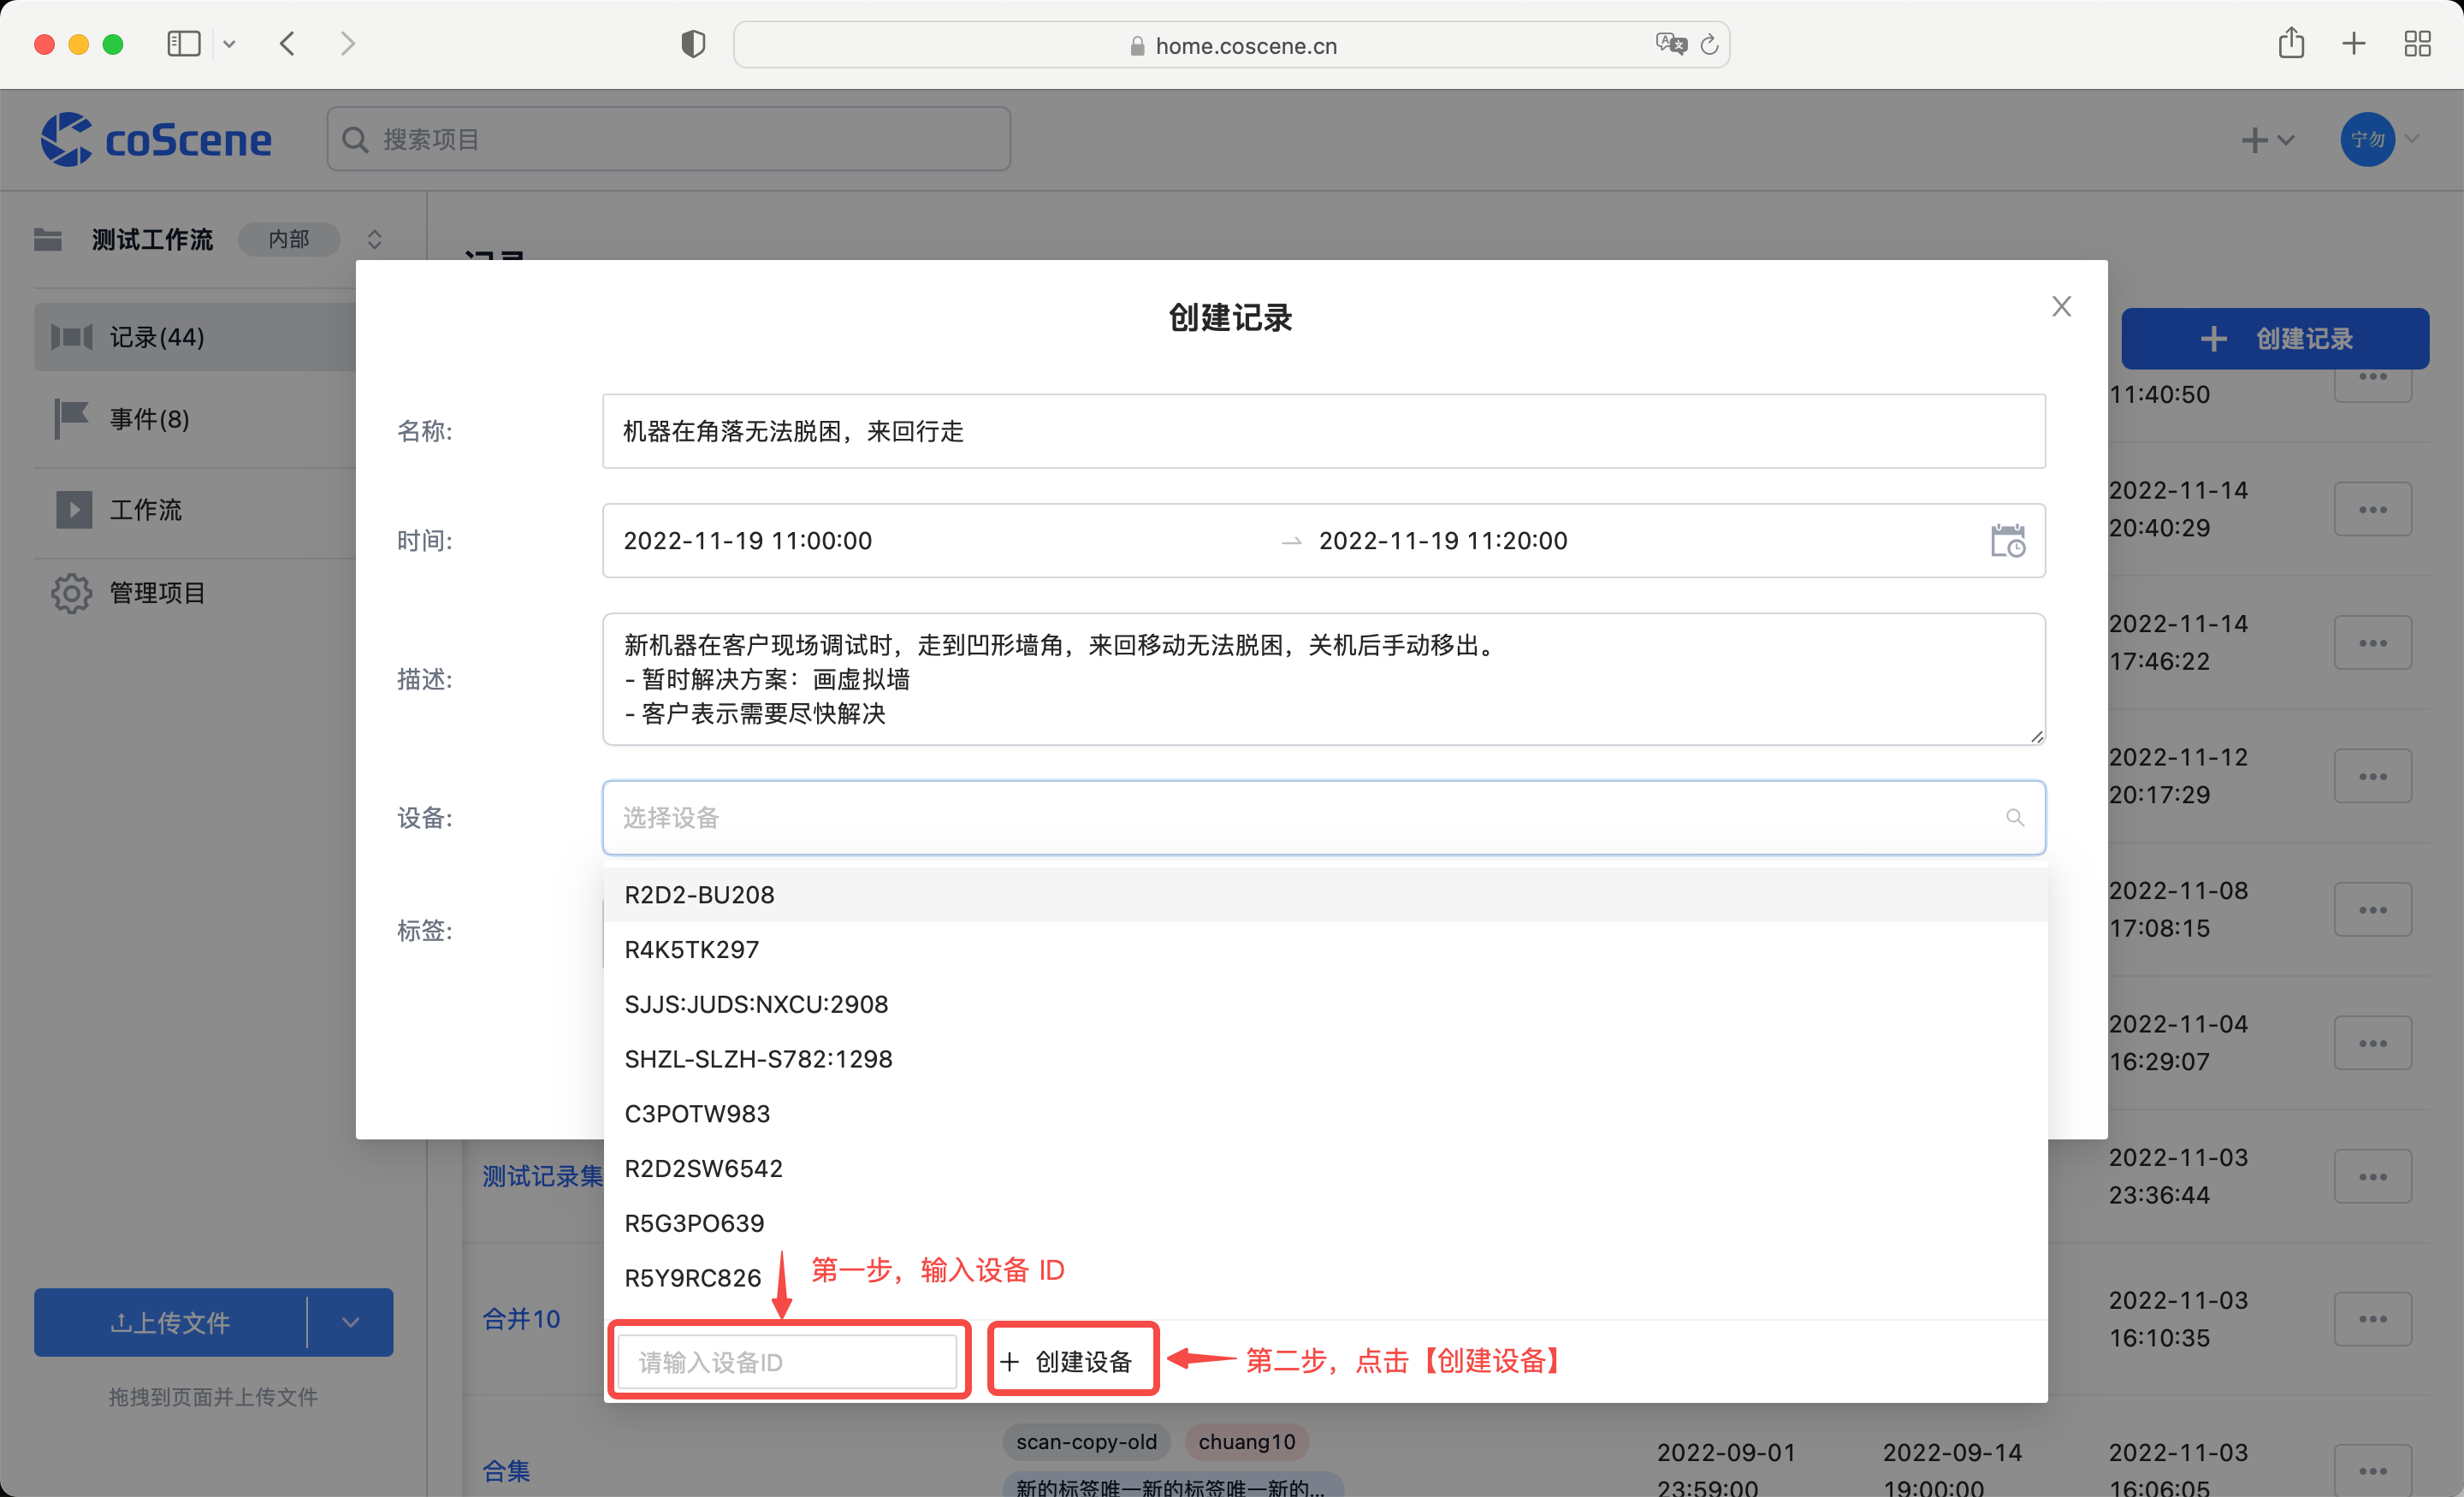 home.coscene.cn
coScene
搜索项目
宁勿
测试工作流
内部
记录(44)
事件(8)
工作流
管理项目
上传文件
拖拽到页面并上传文件
记录
创建记录
创建记录
名称:
机器在角落无法脱困，来回行走
时间:
2022-11-19 11:00:00
2022-11-19 11:20:00
描述:
新机器在客户现场调试时，走到凹形墙角，来回移动无法脱困，关机后手动移出。
- 暂时解决方案：画虚拟墙
- 客户表示需要尽快解决
设备:
选择设备
标签:
R2D2-BU208
R4K5TK297
SJJS:JUDS:NXCU:2908
SHZL-SLZH-S782:1298
C3POTW983
R2D2SW6542
R5G3PO639
R5Y9RC826
第一步，输入设备 ID
请输入设备ID
创建设备
第二步，点击【创建设备】
11:40:50
2022-11-14
20:40:29
2022-11-14
17:46:22
2022-11-12
20:17:29
2022-11-08
17:08:15
2022-11-04
16:29:07
测试记录集
2022-11-03
23:36:44
合并10
2022-11-03
16:10:35
合集
scan-copy-old
chuang10
新的标签唯一新的标签唯一新的...
2022-09-01
23:59:00
2022-09-14
19:00:00
2022-11-03
16:06:05